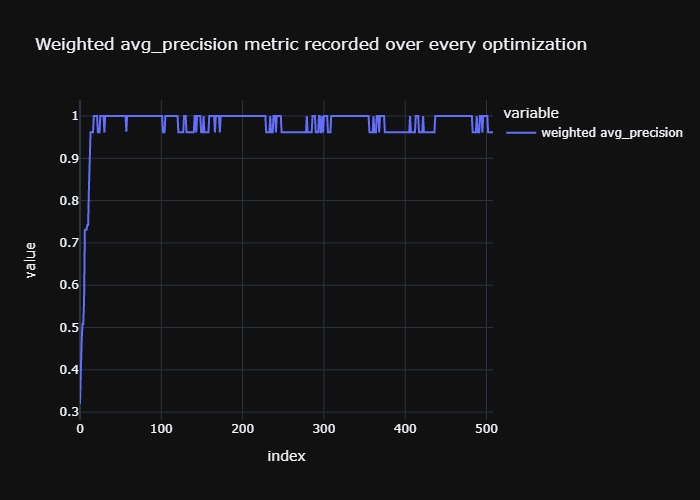 Weighted avg_precision metric recorded over every optimization
variable
weighted avg_precision
value
1
0.9
0.8
0.7
0.6
0.5
0.4
0.3
0 100 200 300 400 500
index